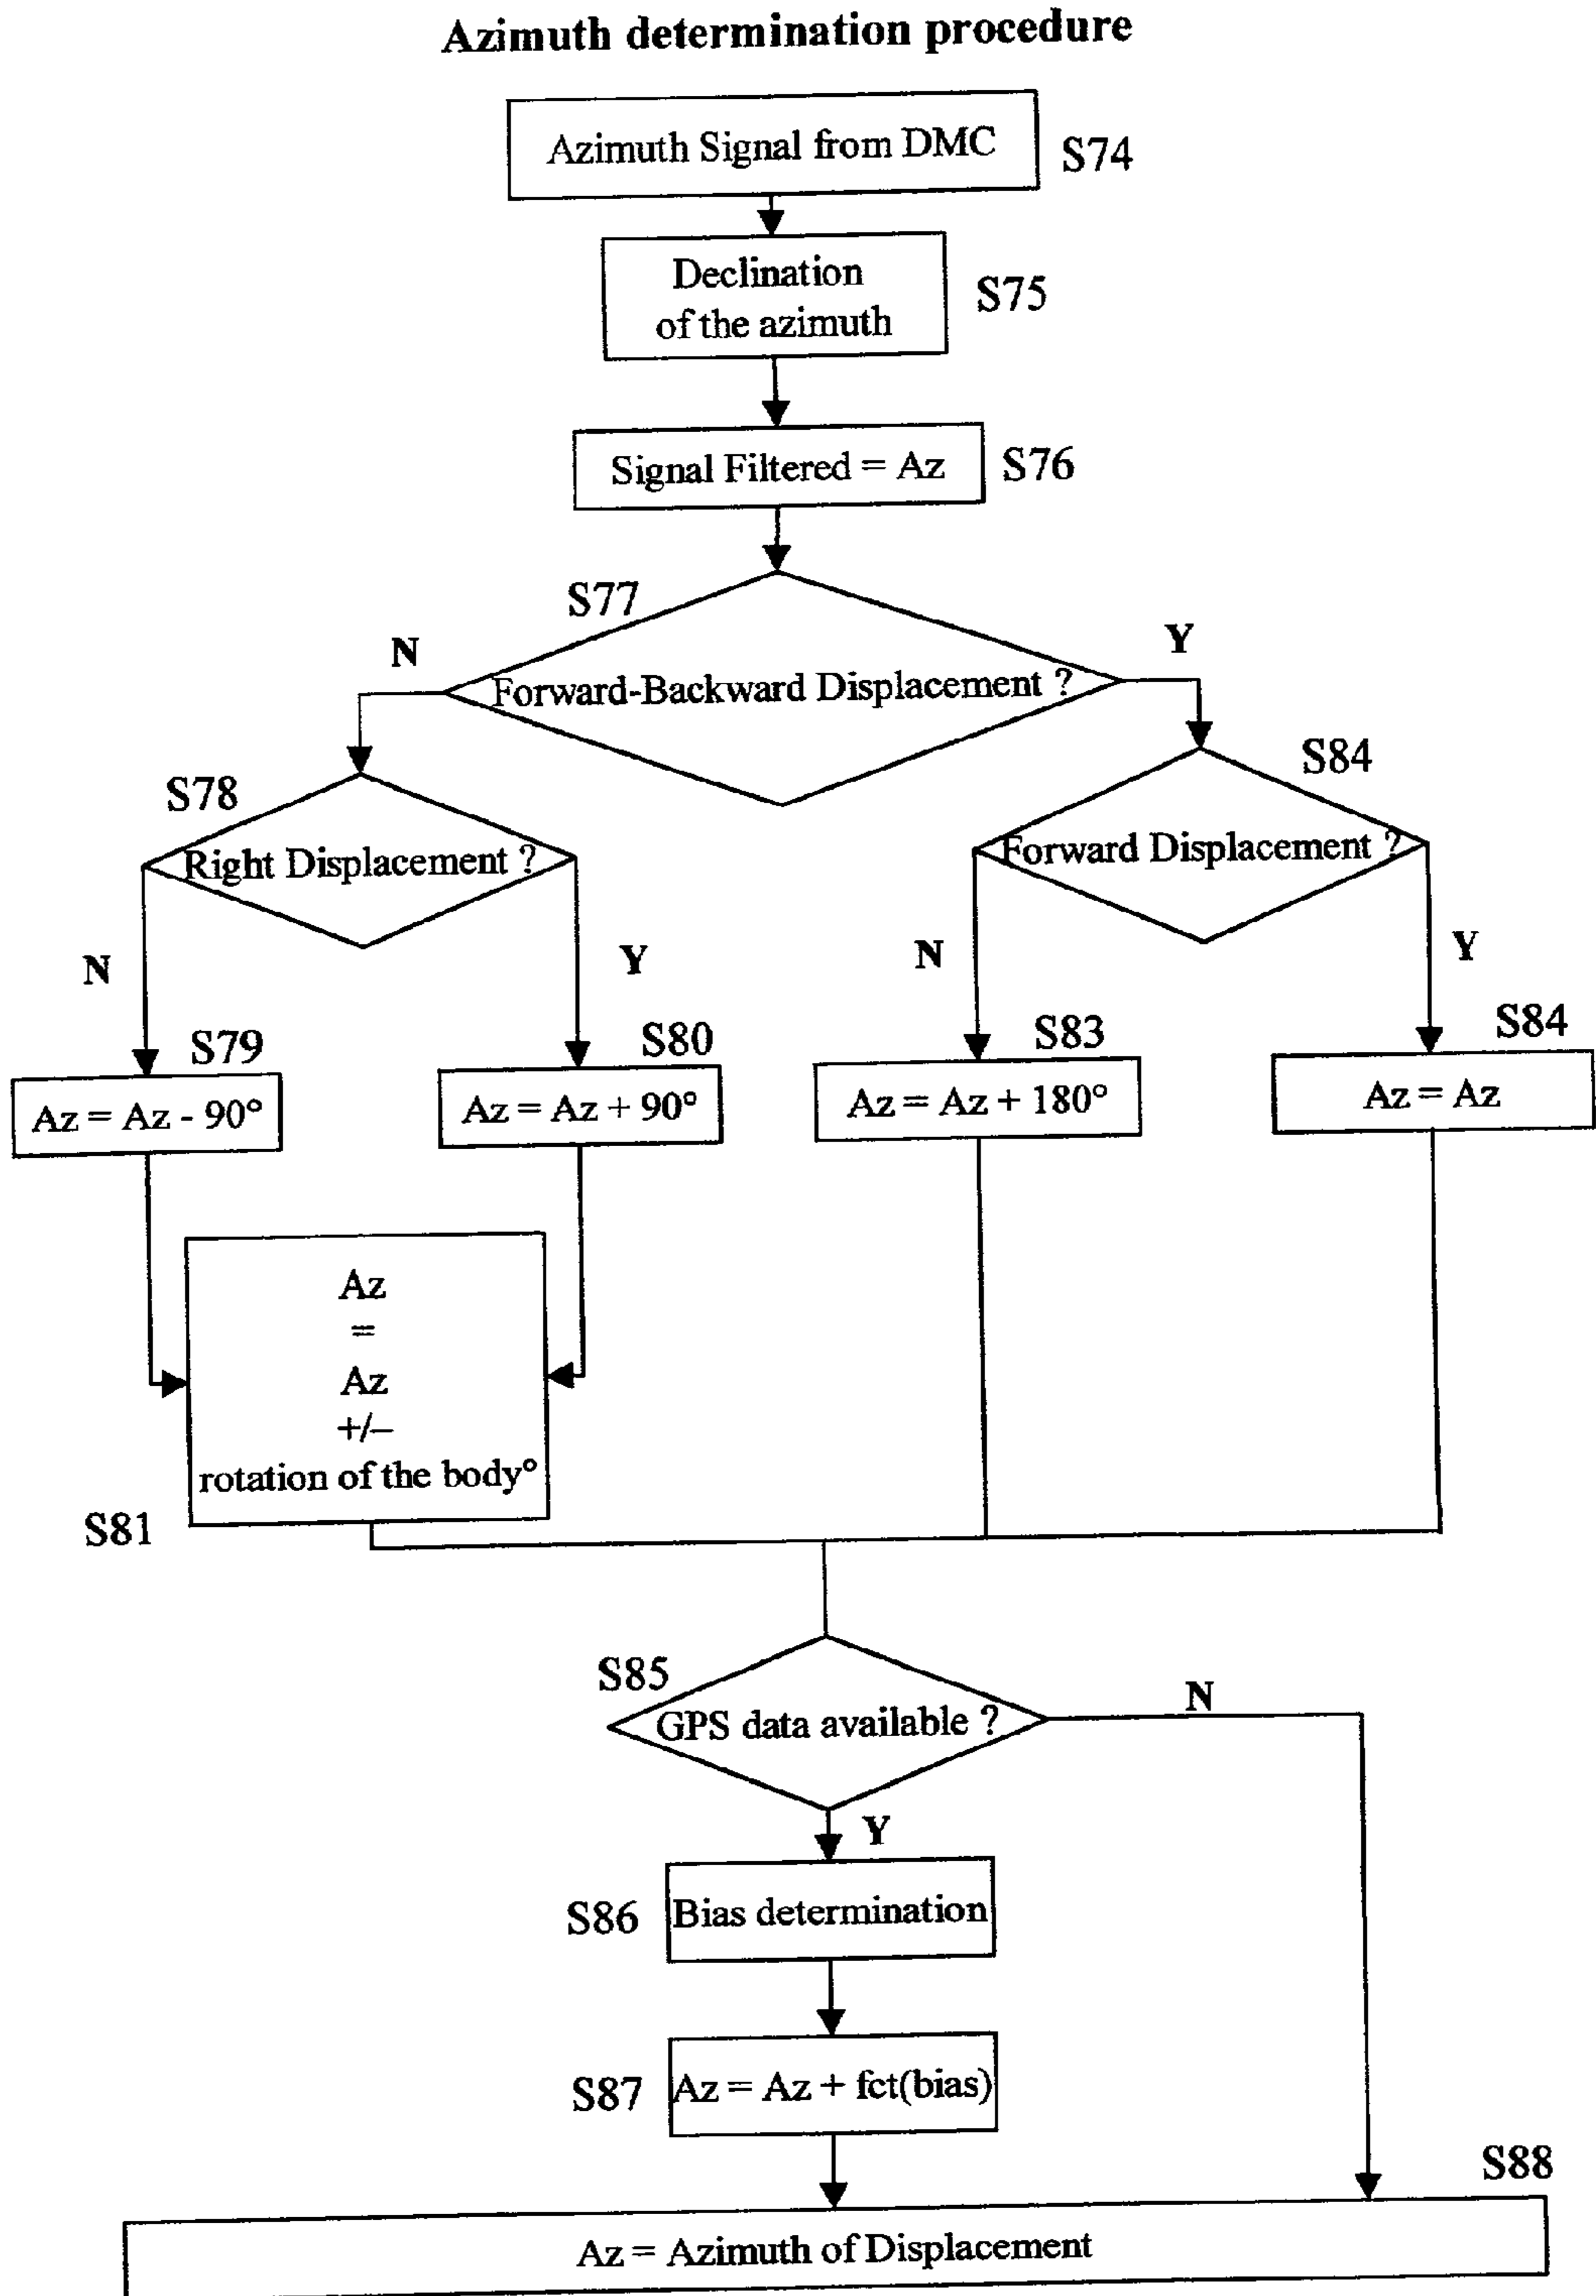 Azimuth determination procedure
Azimuth Signal from DMC
S74
Declination
of the azimuth
S75
Signal Filtered = Az
S76
S77
N
Y
Forward-Backward Displacement ?
S78
S84
Right Displacement ?
Forward Displacement ?
N
Y
N
Y
S79
S80
S83
S84
Az = Az - 90°
Az = Az + 90°
Az = Az + 180°
Az = Az
Az
=
Az
+/–
rotation of the body°
S81
S85
N
GPS data available ?
Y
S86
Bias determination
S87
Az = Az + fct(bias)
S88
Az = Azimuth of Displacement